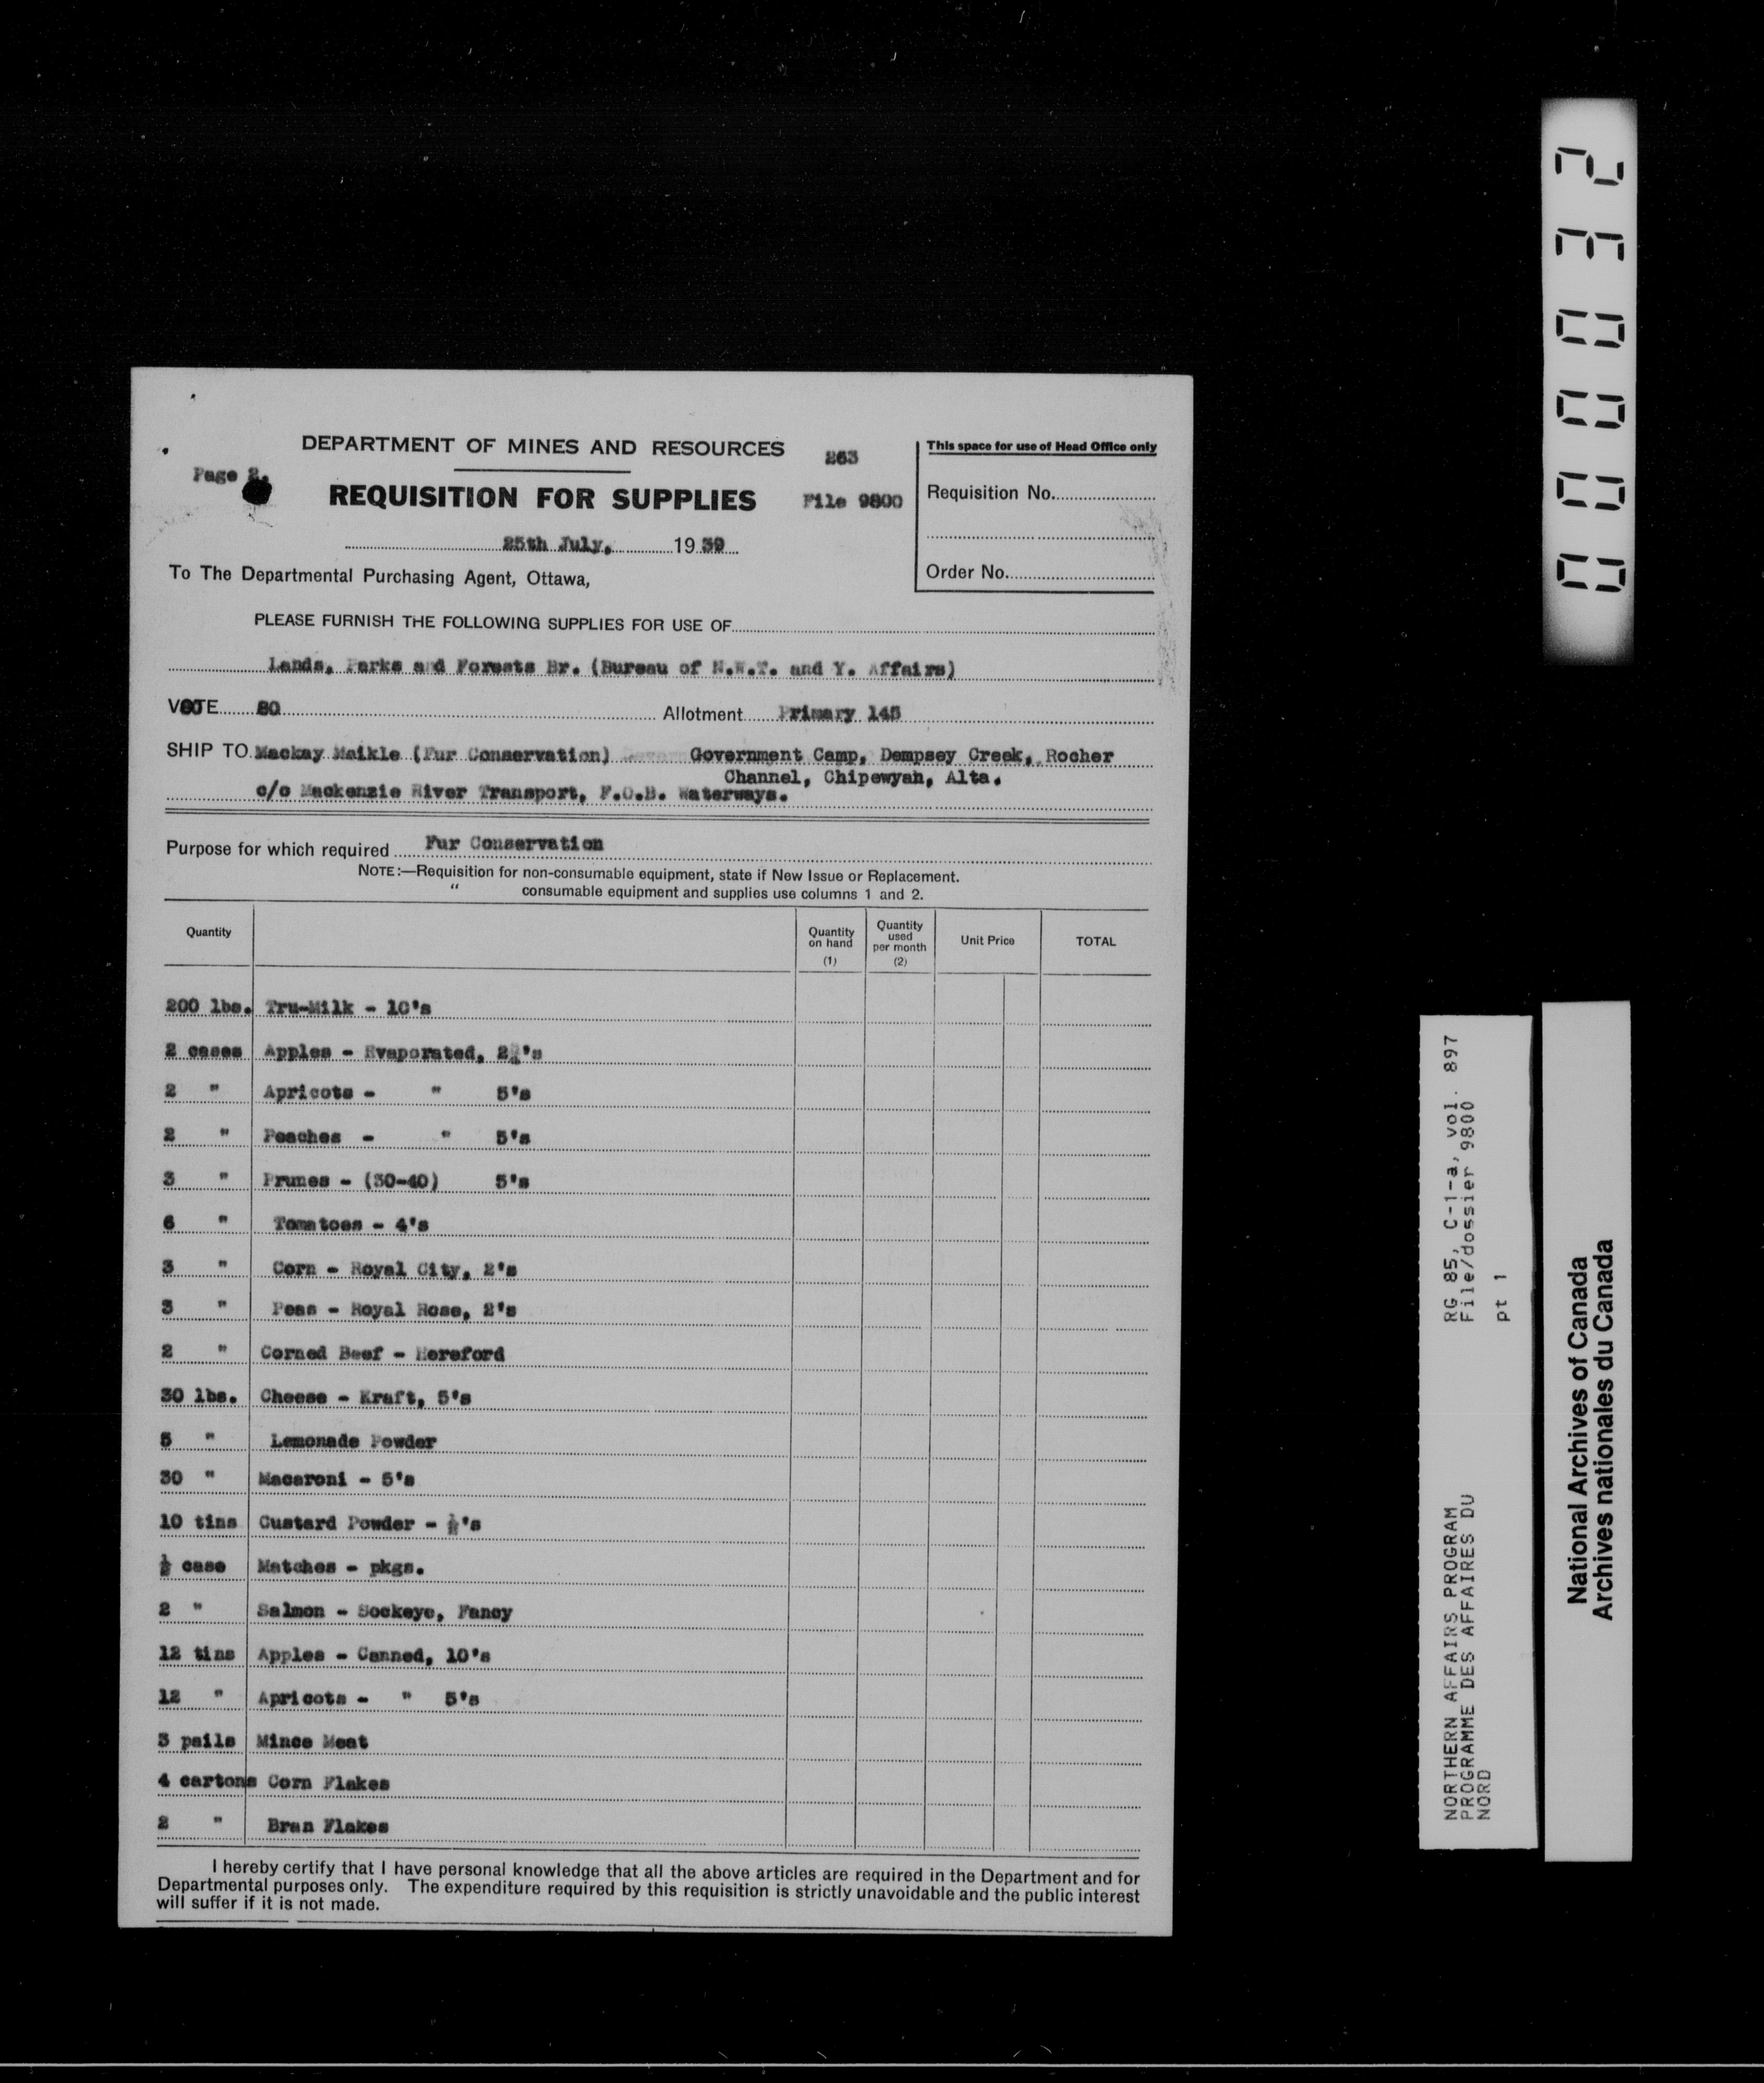 DEPARTMENT OF MINES AND RESOURCES
263
This space for use of Head Office only
Page 2.
REQUISITION FOR SUPPLIES
File 9800
Requisition No.
25th July, 1939
Order No.
To The Departmental Purchasing Agent, Ottawa,
PLEASE FURNISH THE FOLLOWING SUPPLIES FOR USE OF
Lands, Parks and Forests Br. (Bureau of N.W.T. and Y. Affairs)
VOTE 80 Allotment Primary 145
SHIP TO Mackay Meikle (Fur Conservation) Government Camp, Dempsey Creek, Rocher
Channel, Chipewyan, Alta.
c/o Mackenzie River Transport, F.O.B. Waterways.
Purpose for which required Fur Conservation
NOTE:—Requisition for non-consumable equipment, state if New Issue or Replacement.
" consumable equipment and supplies use columns 1 and 2.
Quantity
Quantity on hand (1)
Quantity used per month (2)
Unit Price
TOTAL
200 lbs. Tru-Milk - 10's
2 cases Apples - Evaporated, 2¼'s
2 " Apricots - " 5's
2 " Peaches - " 5's
3 " Prunes - (30-40) 5's
6 " Tomatoes - 4's
3 " Corn - Royal City, 2's
3 " Peas - Royal Rose, 2's
2 " Corned Beef - Hereford
30 lbs. Cheese - Kraft, 5's
5 " Lemonade Powder
30 " Macaroni - 5's
10 tins Custard Powder - ½'s
½ case Matches - pkgs.
2 " Salmon - Sockeye, Fancy
12 tins Apples - Canned, 10's
12 " Apricots - " 5's
3 pails Mince Meat
4 cartons Corn Flakes
2 " Bran Flakes
I hereby certify that I have personal knowledge that all the above articles are required in the Department and for
Departmental purposes only. The expenditure required by this requisition is strictly unavoidable and the public interest
will suffer if it is not made.
000032
RG 85, C-1-a, vol. 897
File/dossier 9800
pt 1
NORTHERN AFFAIRS PROGRAM
PROGRAMME DES AFFAIRES DU
NORD
National Archives of Canada
Archives nationales du Canada